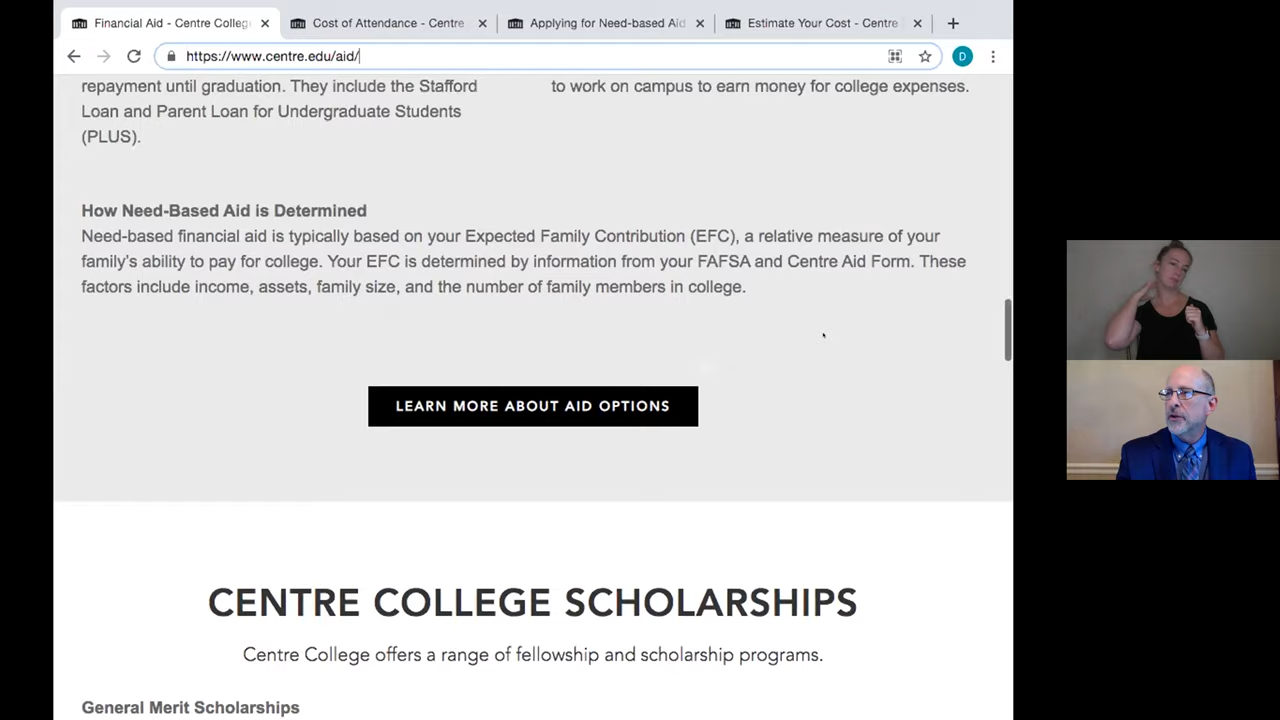 Financial Aid - Centre Colleg
Cost of Attendance - Centre
Applying for Need-based Aid
Estimate Your Cost - Centre
https://www.centre.edu/aid/
D
repayment until graduation. They include the Stafford
Loan and Parent Loan for Undergraduate Students
(PLUS).
to work on campus to earn money for college expenses.
How Need-Based Aid is Determined
Need-based financial aid is typically based on your Expected Family Contribution (EFC), a relative measure of your
family's ability to pay for college. Your EFC is determined by information from your FAFSA and Centre Aid Form. These
factors include income, assets, family size, and the number of family members in college.
LEARN MORE ABOUT AID OPTIONS
CENTRE COLLEGE SCHOLARSHIPS
Centre College offers a range of fellowship and scholarship programs.
General Merit Scholarships